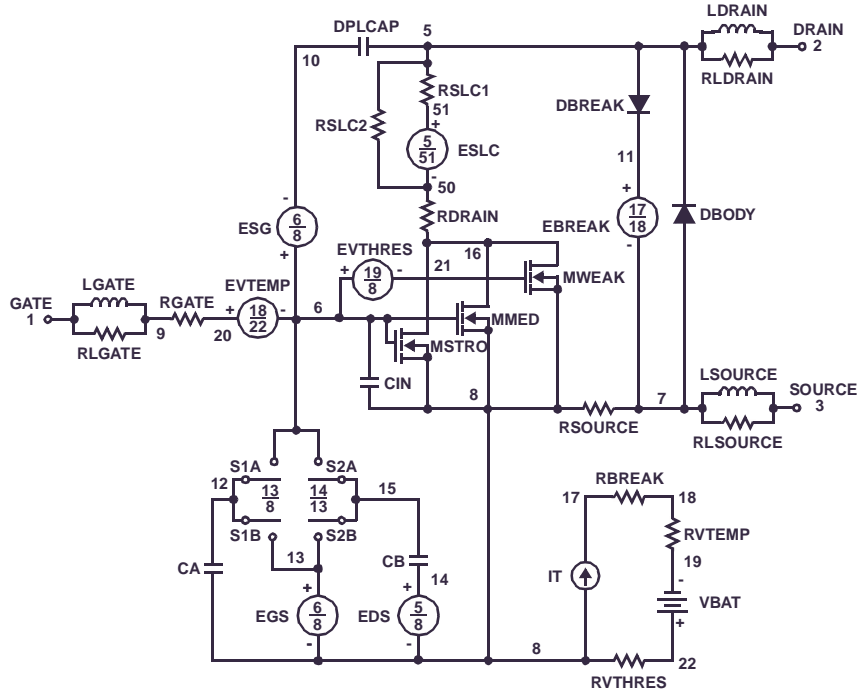 LDRAIN
DPLCAP
5
DRAIN
2
10
RLDRAIN
RSLC1
51
DBREAK
RSLC2
+
5
51
ESLC
11
-
50
-
+
17
18
6
8
ESG
RDRAIN
DBODY
EBREAK
+
EVTHRES
16
-
+
19
8
-
21
MWEAK
LGATE
EVTEMP
GATE
1
RGATE
+
18
22
-
6
MMED
9
20
MSTRO
RLGATE
LSOURCE
CIN
8
7
SOURCE
3
RSOURCE
RLSOURCE
S1A
S2A
12
13
8
14
13
15
RBREAK
17
18
S1B
S2B
RVTEMP
13
CB
19
CA
14
IT
-
+
+
VBAT
EGS
6
8
EDS
5
8
+
-
-
8
22
RVTHRES